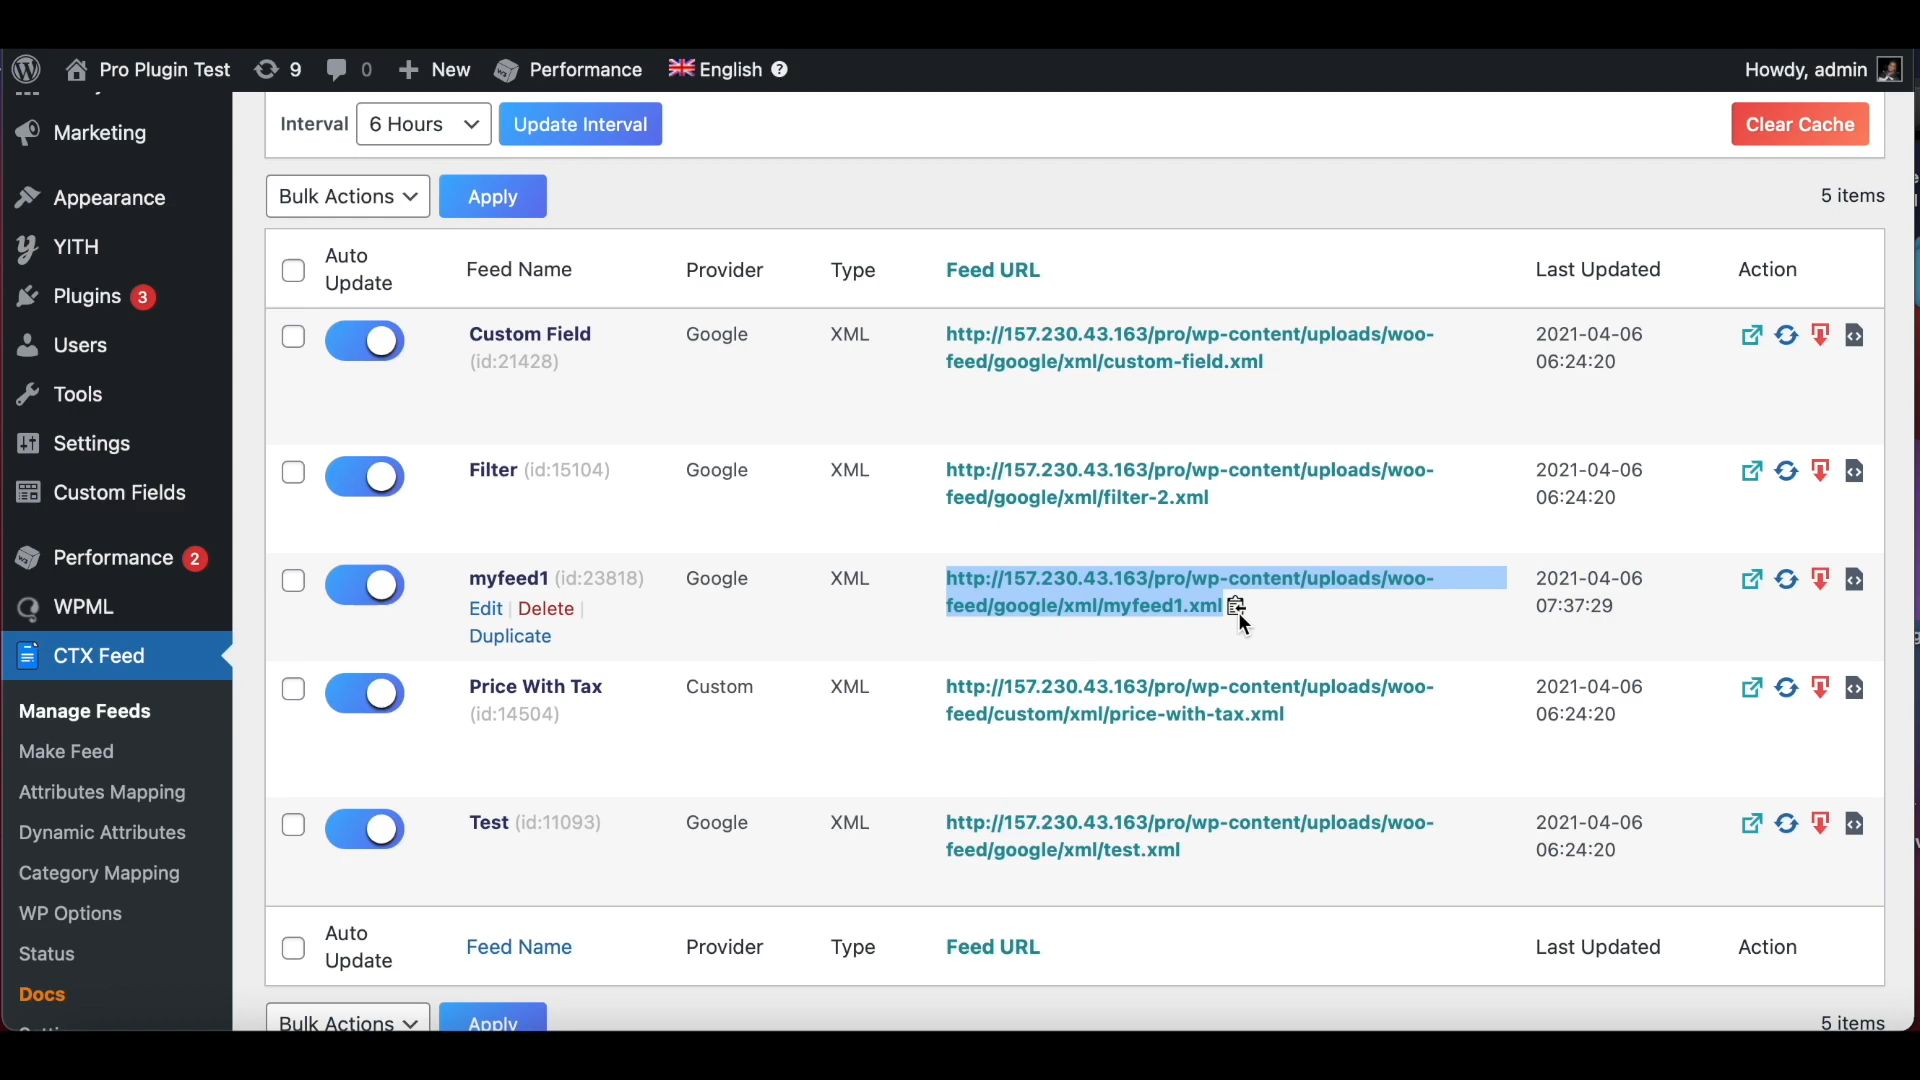 Pro Plugin Test 9 0 New Performance English Howdy, admin
Marketing
Appearance
YITH
Plugins 3
Users
Tools
Settings
Custom Fields
Performance 2
WPML
CTX Feed
Manage Feeds
Make Feed
Attributes Mapping
Dynamic Attributes
Category Mapping
WP Options
Status
Docs
Interval 6 Hours Update Interval Clear Cache
Bulk Actions Apply 5 items
Auto
Update Feed Name Provider Type Feed URL Last Updated Action
Custom Field Google XML http://157.230.43.163/pro/wp-content/uploads/woo- 2021-04-06
(id:21428) feed/google/xml/custom-field.xml 06:24:20
Filter (id:15104) Google XML http://157.230.43.163/pro/wp-content/uploads/woo- 2021-04-06
feed/google/xml/filter-2.xml 06:24:20
myfeed1 (id:23818) Google XML http://157.230.43.163/pro/wp-content/uploads/woo- 2021-04-06
Edit | Delete | feed/google/xml/myfeed1.xml 07:37:29
Duplicate
Price With Tax Custom XML http://157.230.43.163/pro/wp-content/uploads/woo- 2021-04-06
(id:14504) feed/custom/xml/price-with-tax.xml 06:24:20
Test (id:11093) Google XML http://157.230.43.163/pro/wp-content/uploads/woo- 2021-04-06
feed/google/xml/test.xml 06:24:20
Auto
Update Feed Name Provider Type Feed URL Last Updated Action
Bulk Actions Apply 5 items